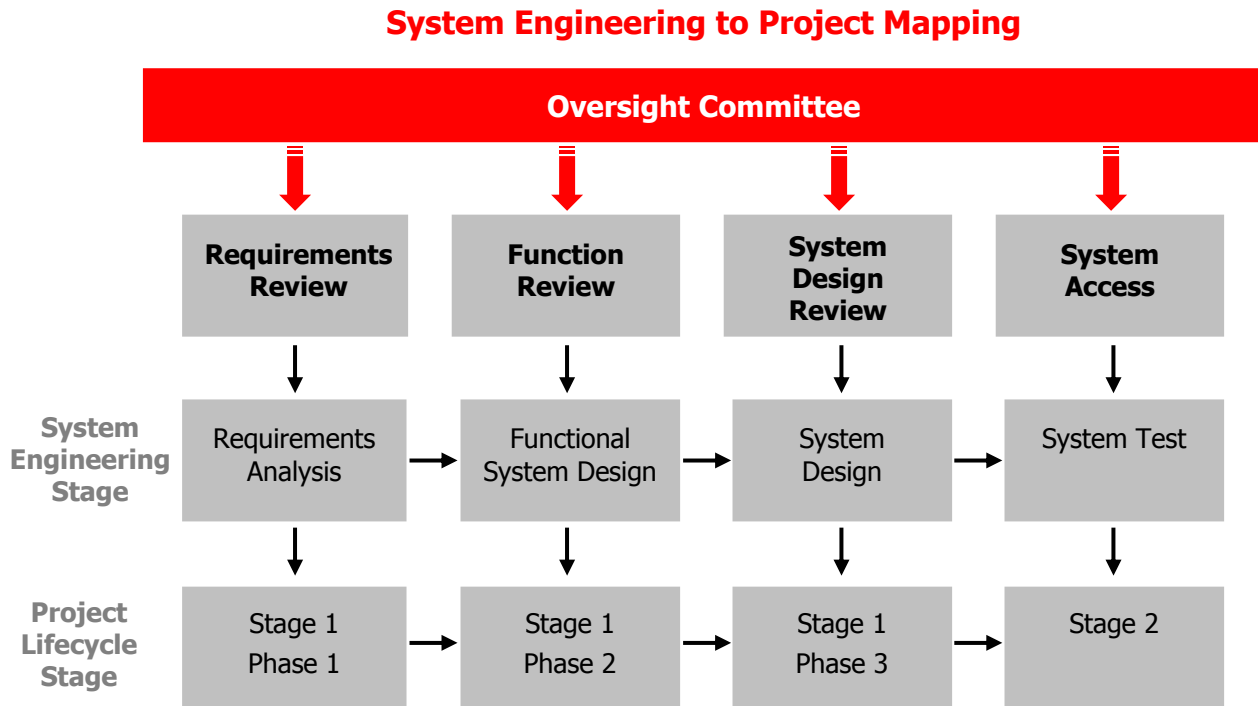 System Engineering to Project Mapping
Oversight Committee
Requirements
Review
Function
Review
System
Design
Review
System
Access
System
Engineering
Stage
Requirements
Analysis
Functional
System Design
System
Design
System Test
Project
Lifecycle
Stage
Stage 1
Phase 1
Stage 1
Phase 2
Stage 1
Phase 3
Stage 2